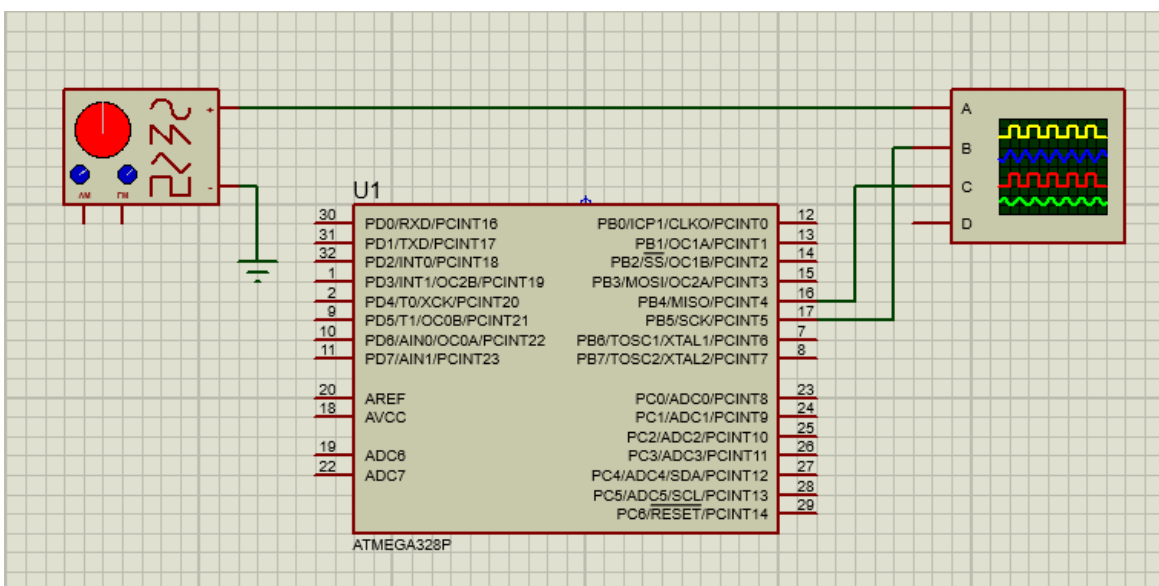 +
-
AM
FM
A
B
C
D
U1
30 PD0/RXD/PCINT16 PB0/ICP1/CLKO/PCINT0 12
31 PD1/TXD/PCINT17 PB1/OC1A/PCINT1 13
32 PD2/INT0/PCINT18 PB2/SS/OC1B/PCINT2 14
1 PD3/INT1/OC2B/PCINT19 PB3/MOSI/OC2A/PCINT3 15
2 PD4/T0/XCK/PCINT20 PB4/MISO/PCINT4 16
9 PD5/T1/OC0B/PCINT21 PB5/SCK/PCINT5 17
10 PD6/AIN0/OC0A/PCINT22 PB6/TOSC1/XTAL1/PCINT6 7
11 PD7/AIN1/PCINT23 PB7/TOSC2/XTAL2/PCINT7 8
20 AREF PC0/ADC0/PCINT8 23
18 AVCC PC1/ADC1/PCINT9 24
PC2/ADC2/PCINT10 25
19 ADC6 PC3/ADC3/PCINT11 26
22 ADC7 PC4/ADC4/SDA/PCINT12 27
PC5/ADC5/SCL/PCINT13 28
PC6/RESET/PCINT14 29
ATMEGA328P